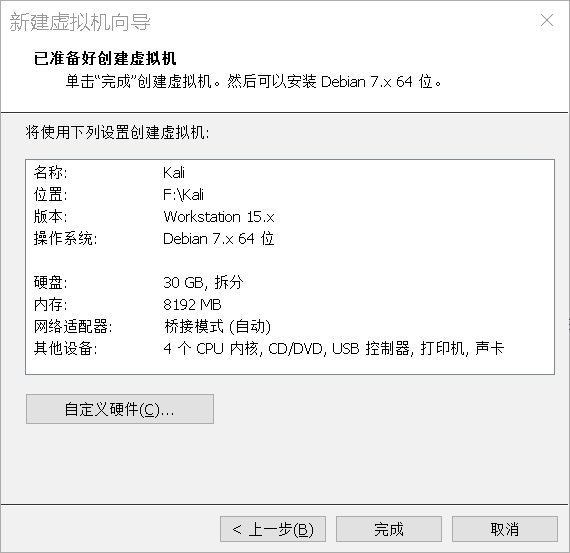 新建虚拟机向导
已准备好创建虚拟机
单击“完成”创建虚拟机。然后可以安装 Debian 7.x 64 位。
将使用下列设置创建虚拟机:
名称: Kali
位置: F:\Kali
版本: Workstation 15.x
操作系统: Debian 7.x 64 位
硬盘: 30 GB, 拆分
内存: 8192 MB
网络适配器: 桥接模式 (自动)
其他设备: 4 个 CPU 内核, CD/DVD, USB 控制器, 打印机, 声卡
自定义硬件(C)...
< 上一步(B) 完成 取消